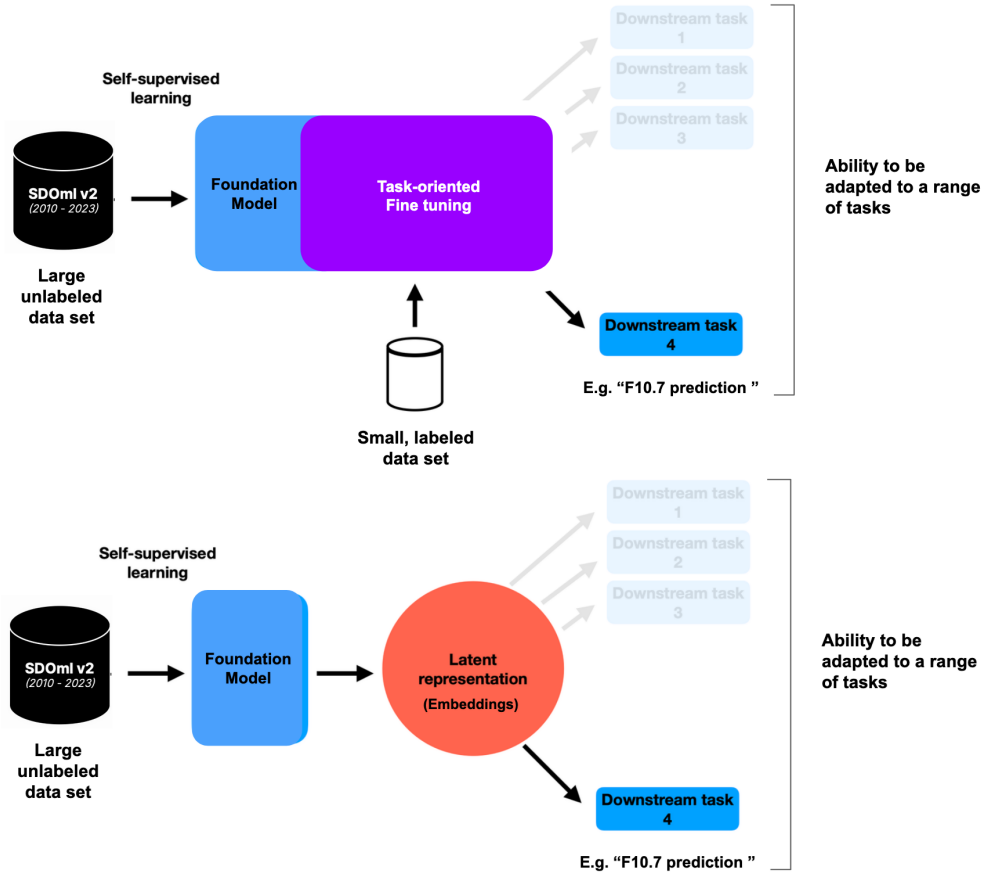 Downstream task
1
Downstream task
2
Downstream task
3
Self-supervised
learning
SDOml v2
(2010 - 2023)
Foundation
Model
Task-oriented
Fine tuning
Ability to be
adapted to a range
of tasks
Large
unlabeled
data set
Downstream task
4
E.g. “F10.7 prediction ”
Small, labeled
data set
Downstream task
1
Downstream task
2
Downstream task
3
Self-supervised
learning
SDOml v2
(2010 - 2023)
Foundation
Model
Latent
representation
(Embeddings)
Ability to be
adapted to a range
of tasks
Large
unlabeled
data set
Downstream task
4
E.g. “F10.7 prediction ”